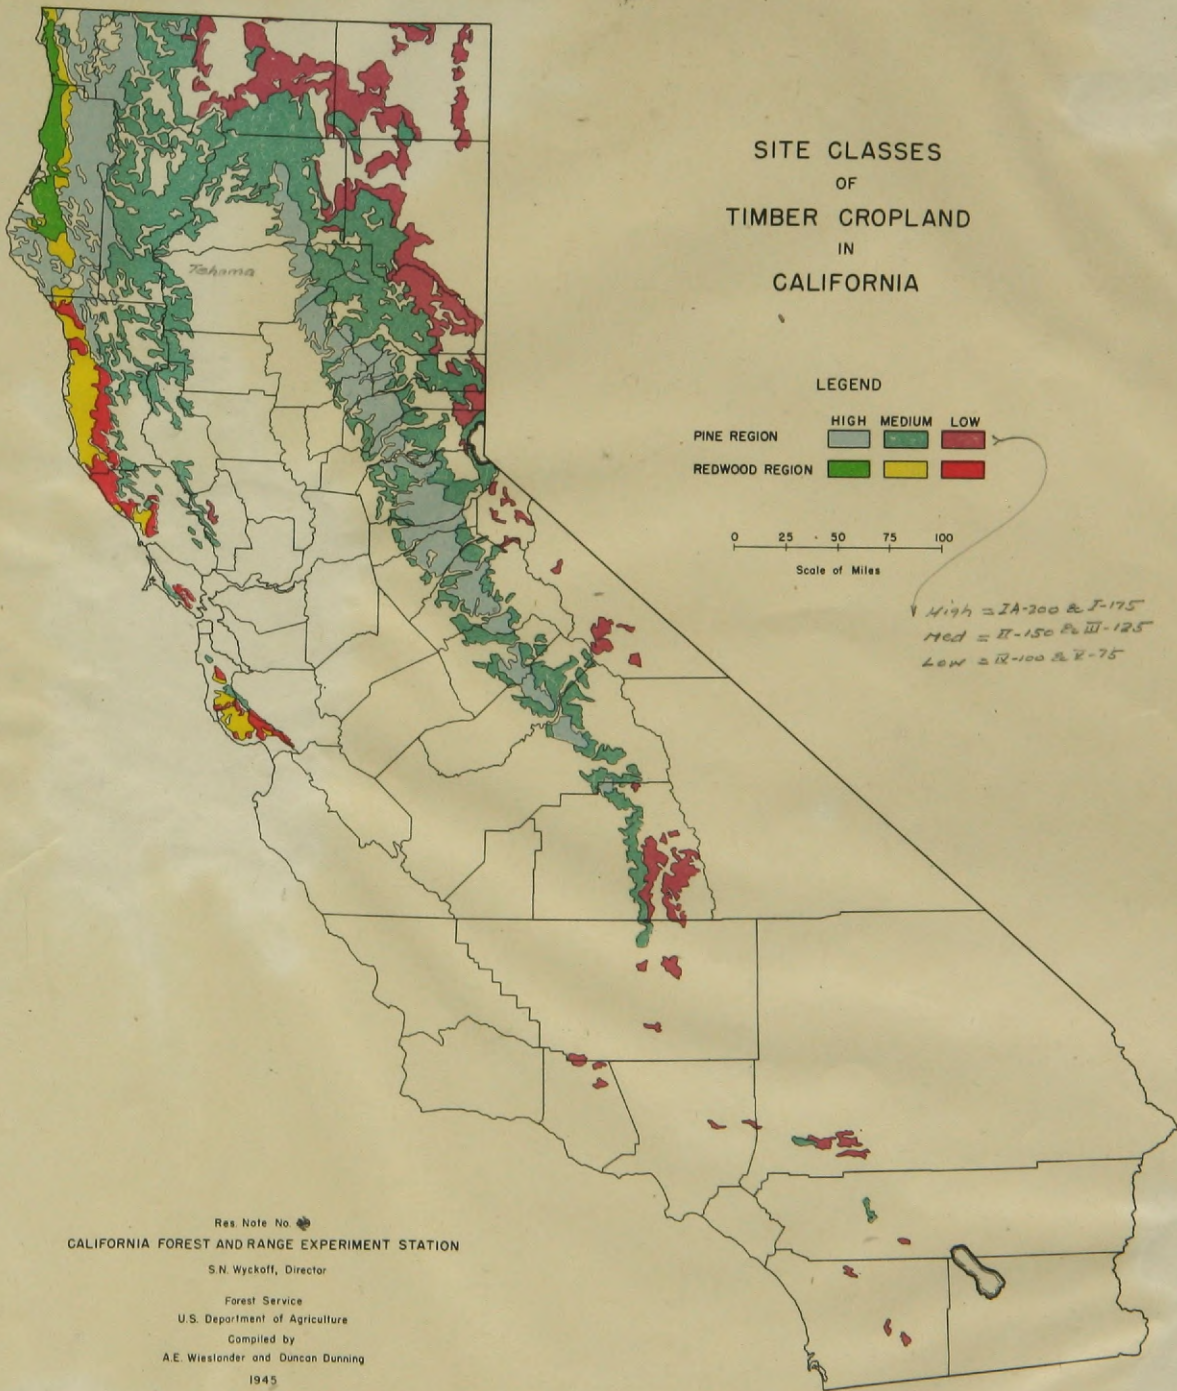 SITE CLASSES
OF
TIMBER CROPLAND
IN
CALIFORNIA
LEGEND
HIGH MEDIUM LOW
PINE REGION
REDWOOD REGION
0 25 50 75 100
Scale of Miles
High = IA-200 & I-175
Med = II-150 & III-125
Low = IV-100 & V-75
Tehama
Res. Note No.
CALIFORNIA FOREST AND RANGE EXPERIMENT STATION
S.N. Wyckoff, Director
Forest Service
U.S. Department of Agriculture
Compiled by
A.E. Wieslander and Duncan Dunning
1945